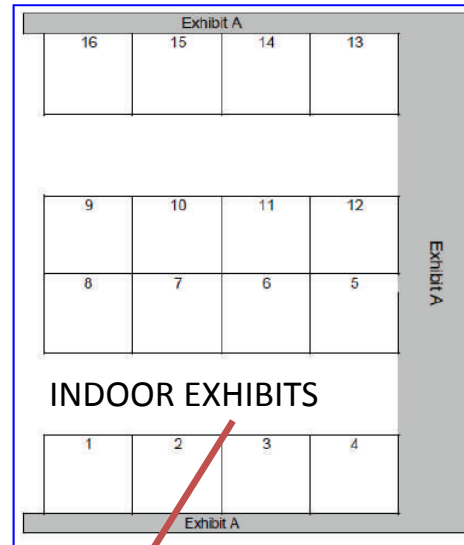 Exhibit A
16 15 14 13
9 10 11 12
8 7 6 5
Exhibit A
INDOOR EXHIBITS
1 2 3 4
Exhibit A